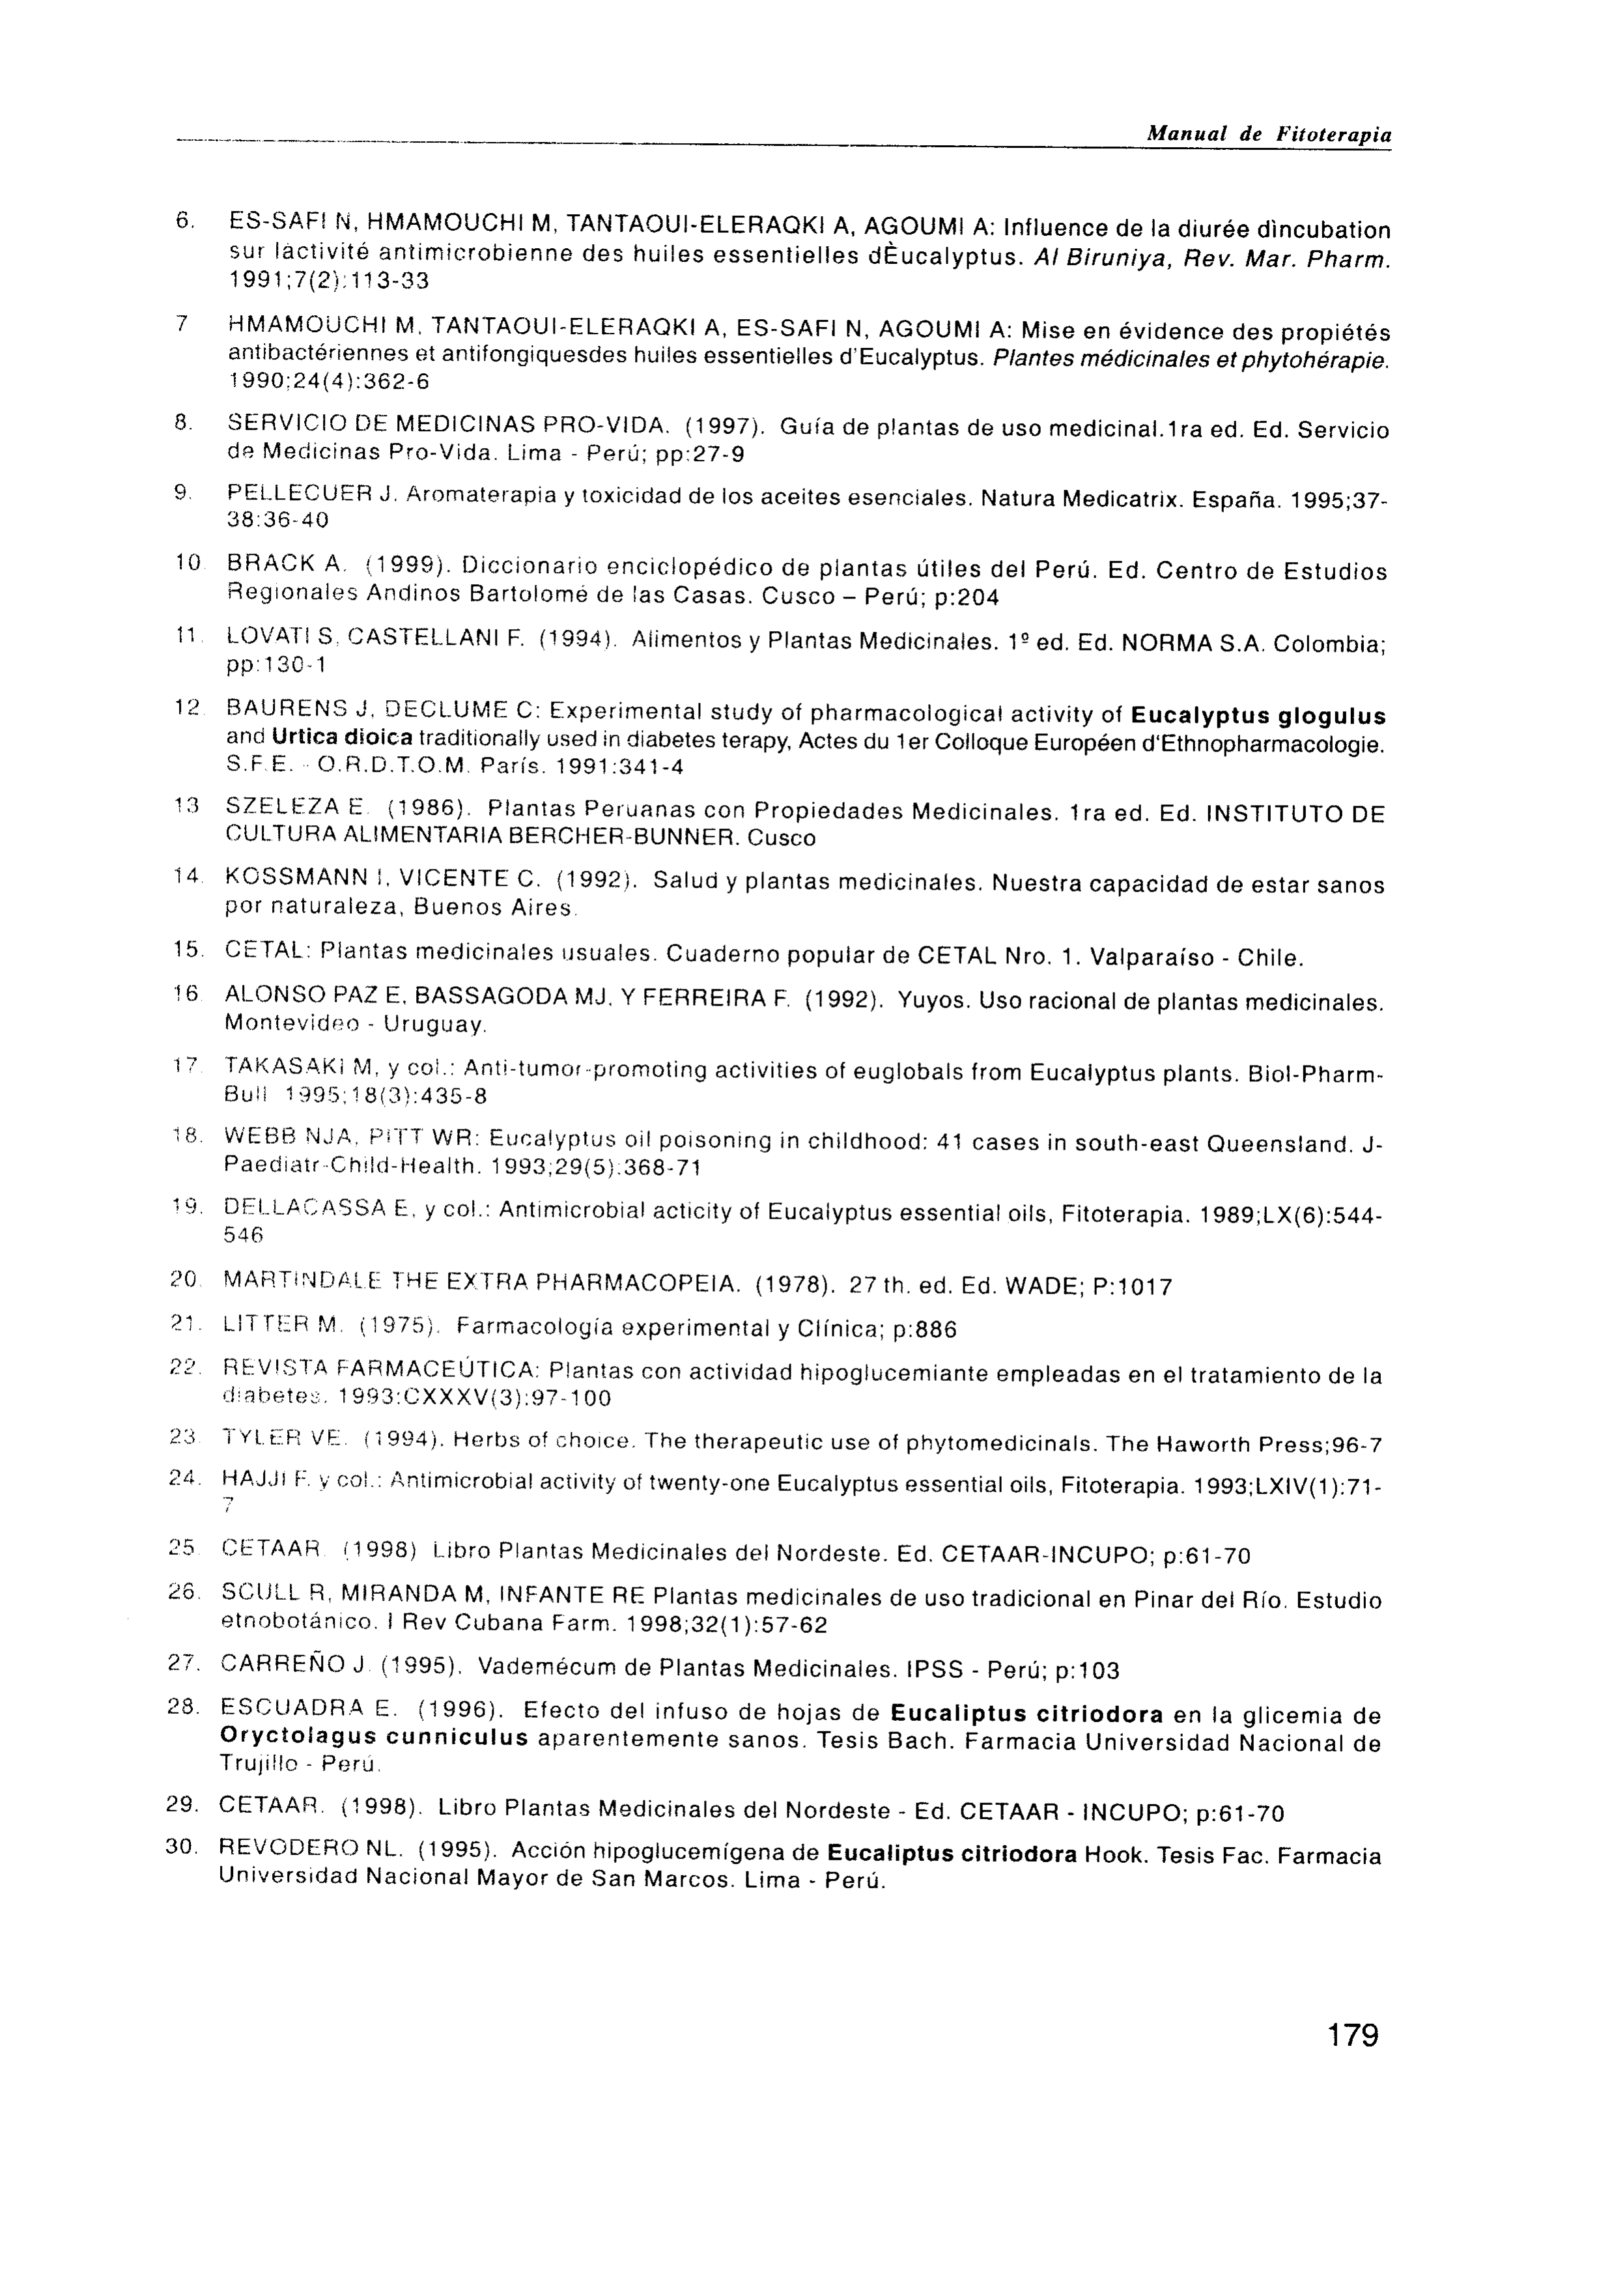 Manual de Fitoterapia
6. ES-SAFI N, HMAMOUCHI M, TANTAOUI-ELERAQKI A, AGOUMI A: Influence de la diurée dìncubation
sur làctivité antimicrobienne des huiles essentielles dÈucalyptus. Al Biruniya, Rev. Mar. Pharm.
1991;7(2):113-33
7 HMAMOUCHI M, TANTAOUI-ELERAQKI A, ES-SAFI N, AGOUMI A: Mise en évidence des propiétés
antibactériennes et antifongiquesdes huiles essentielles d'Eucalyptus. Plantes médicinales et phytohérapie.
1990;24(4):362-6
8. SERVICIO DE MEDICINAS PRO-VIDA. (1997). Guía de plantas de uso medicinal.1ra ed. Ed. Servicio
de Medicinas Pro-Vida. Lima - Perú; pp:27-9
9. PELLECUER J. Aromaterapia y toxicidad de los aceites esenciales. Natura Medicatrix. España. 1995;37-
38:36-40
10. BRACK A. (1999). Diccionario enciclopédico de plantas útiles del Perú. Ed. Centro de Estudios
Regionales Andinos Bartolomé de las Casas. Cusco – Perú; p:204
11. LOVATI S, CASTELLANI F. (1994). Alimentos y Plantas Medicinales. 1º ed. Ed. NORMA S.A. Colombia;
pp:130-1
12. BAURENS J, DECLUME C: Experimental study of pharmacological activity of Eucalyptus glogulus
and Urtica dioica traditionally used in diabetes terapy, Actes du 1er Colloque Européen d'Ethnopharmacologie.
S.F.E. - O.R.D.T.O.M. París. 1991:341-4
13 SZELEZA E. (1986). Plantas Peruanas con Propiedades Medicinales. 1ra ed. Ed. INSTITUTO DE
CULTURA ALIMENTARIA BERCHER-BUNNER. Cusco
14. KOSSMANN I, VICENTE C. (1992). Salud y plantas medicinales. Nuestra capacidad de estar sanos
por naturaleza, Buenos Aires.
15. CETAL: Plantas medicinales usuales. Cuaderno popular de CETAL Nro. 1. Valparaíso - Chile.
16. ALONSO PAZ E, BASSAGODA MJ. Y FERREIRA F. (1992). Yuyos. Uso racional de plantas medicinales.
Montevideo - Uruguay.
17. TAKASAKI M, y col.: Anti-tumor-promoting activities of euglobals from Eucalyptus plants. Biol-Pharm-
Bull 1995;18(3):435-8
18. WEBB NJA, PITT WR: Eucalyptus oil poisoning in childhood: 41 cases in south-east Queensland. J-
Paediatr-Child-Health. 1993;29(5):368-71
19. DELLACASSA E, y col.: Antimicrobial acticity of Eucalyptus essential oils, Fitoterapia. 1989;LX(6):544-
546
20. MARTINDALE THE EXTRA PHARMACOPEIA. (1978). 27 th. ed. Ed. WADE; P:1017
21. LITTER M. (1975). Farmacología experimental y Clínica; p:886
22. REVISTA FARMACEÚTICA: Plantas con actividad hipoglucemiante empleadas en el tratamiento de la
diabetes. 1993:CXXXV(3):97-100
23. TYLER VE. (1994). Herbs of choice. The therapeutic use of phytomedicinals. The Haworth Press;96-7
24. HAJJI F. y col.: Antimicrobial activity of twenty-one Eucalyptus essential oils, Fitoterapia. 1993;LXIV(1):71-
7
25. CETAAR (1998) Libro Plantas Medicinales del Nordeste. Ed. CETAAR-INCUPO; p:61-70
26. SCULL R, MIRANDA M, INFANTE RE Plantas medicinales de uso tradicional en Pinar del Río. Estudio
etnobotánico. I Rev Cubana Farm. 1998;32(1):57-62
27. CARREÑO J. (1995). Vademécum de Plantas Medicinales. IPSS - Perú; p:103
28. ESCUADRA E. (1996). Efecto del infuso de hojas de Eucaliptus citriodora en la glicemia de
Oryctolagus cunniculus aparentemente sanos. Tesis Bach. Farmacia Universidad Nacional de
Trujillo - Perú.
29. CETAAR. (1998). Libro Plantas Medicinales del Nordeste - Ed. CETAAR - INCUPO; p:61-70
30. REVODERO NL. (1995). Acción hipoglucemígena de Eucaliptus citriodora Hook. Tesis Fac. Farmacia
Universidad Nacional Mayor de San Marcos. Lima - Perú.
179